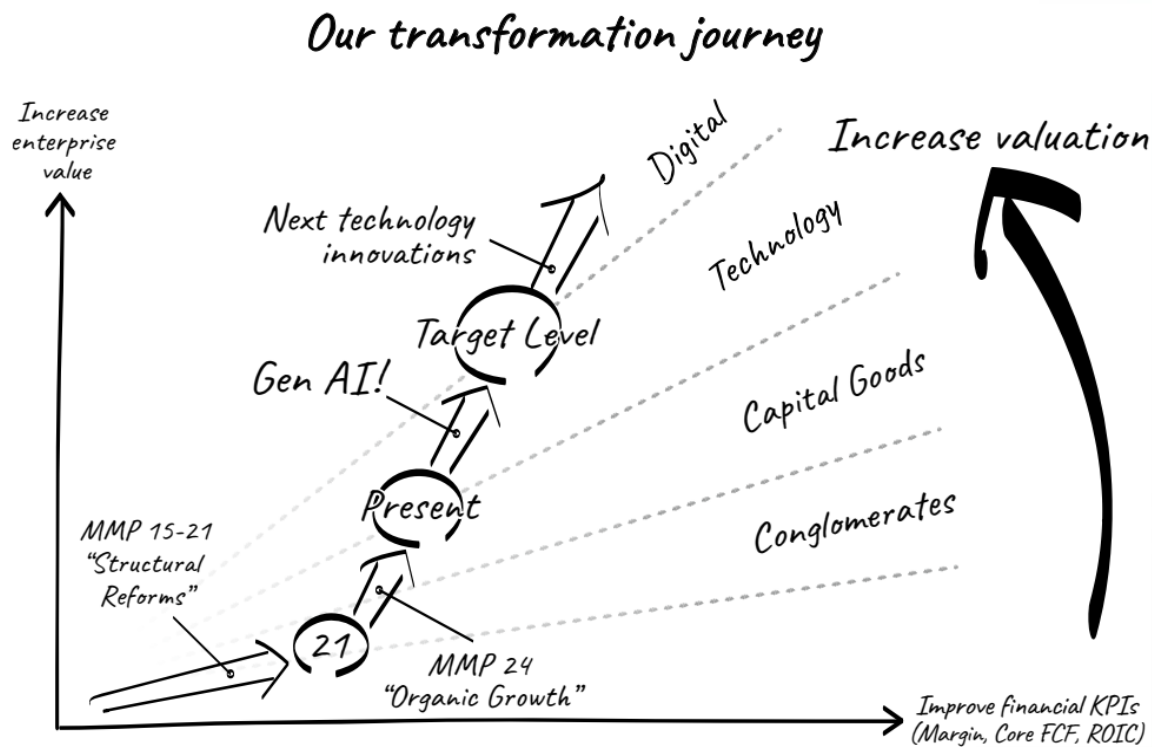 Our transformation journey
Increase
enterprise
value
Digital
Increase valuation
Technology
Next technology
innovations
Target Level
Gen AI!
Capital Goods
Present
Conglomerates
MMP 15-21
“Structural
Reforms”
21
MMP 24
“Organic Growth”
Improve financial KPIs
(Margin, Core FCF, ROIC)